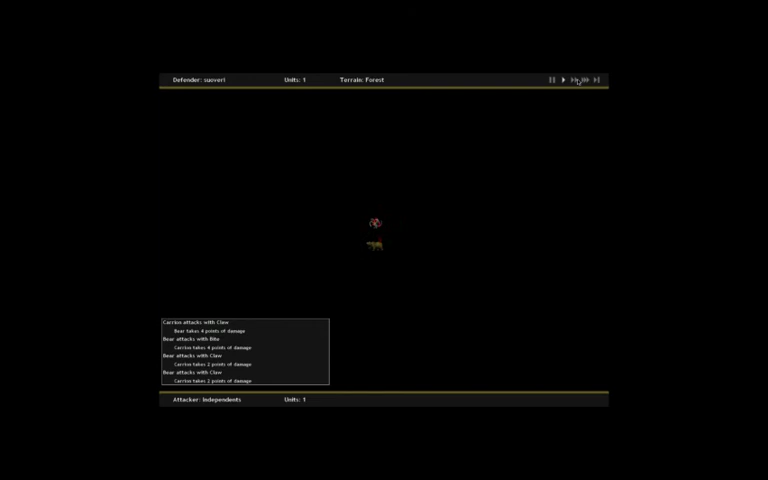 Defender: suoveri Units: 1 Terrain: Forest
Carrion attacks with Claw
Bear takes 4 points of damage
Bear attacks with Bite
Carrion takes 4 points of damage
Bear attacks with Claw
Carrion takes 2 points of damage
Bear attacks with Claw
Carrion takes 2 points of damage
Attacker: Independents Units: 1